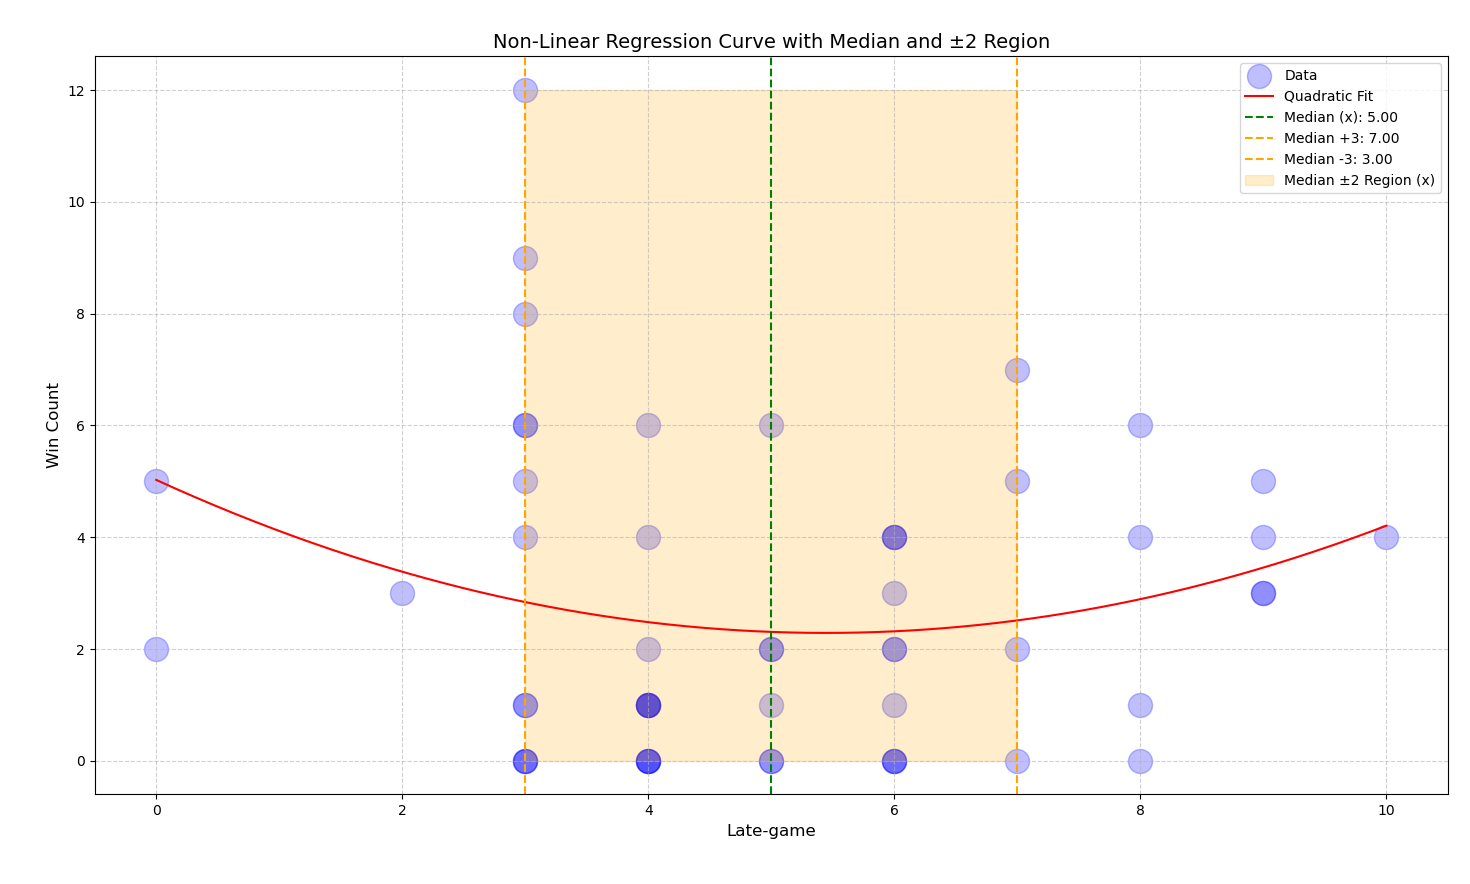 Non-Linear Regression Curve with Median and ±2 Region
Data
Quadratic Fit
Median (x): 5.00
Median +3: 7.00
Median -3: 3.00
Median ±2 Region (x)
Win Count
12
10
8
6
4
2
0
0 2 4 6 8 10
Late-game